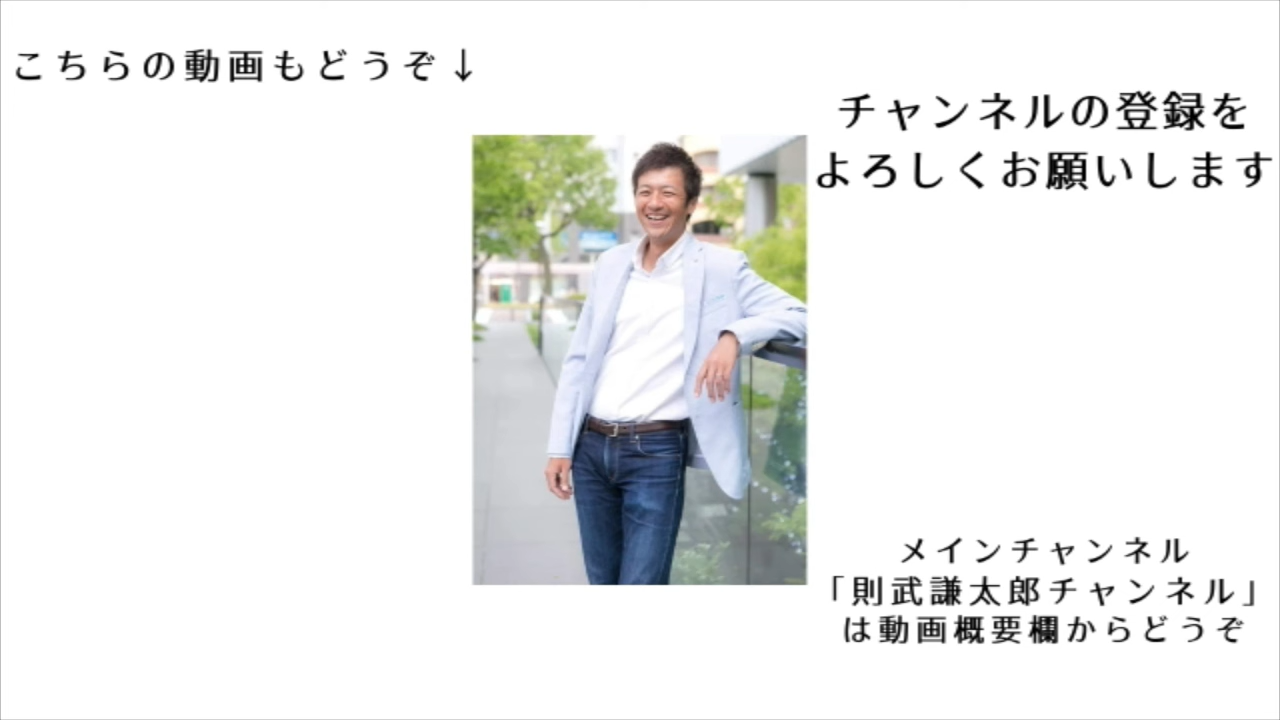 こちらの動画もどうぞ↓
チャンネルの登録を
よろしくお願いします
メインチャンネル
「則武謙太郎チャンネル」
は動画概要欄からどうぞ